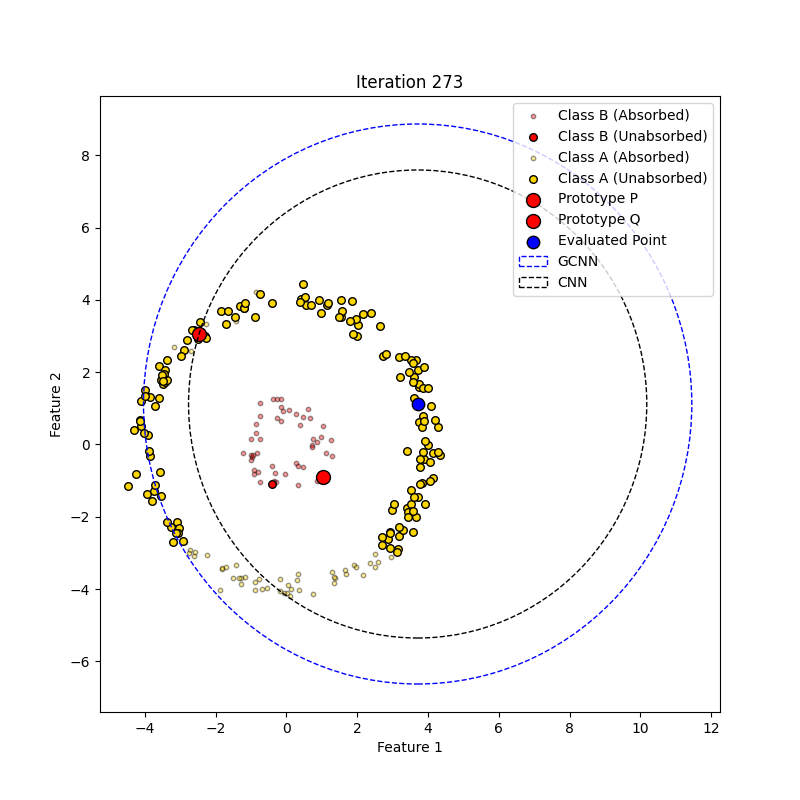 Iteration 273
Class B (Absorbed)
Class B (Unabsorbed)
Class A (Absorbed)
Class A (Unabsorbed)
Prototype P
Prototype Q
Evaluated Point
GCNN
CNN
8
6
4
2
0
−2
−4
−6
Feature 2
−4 −2 0 2 4 6 8 10 12
Feature 1